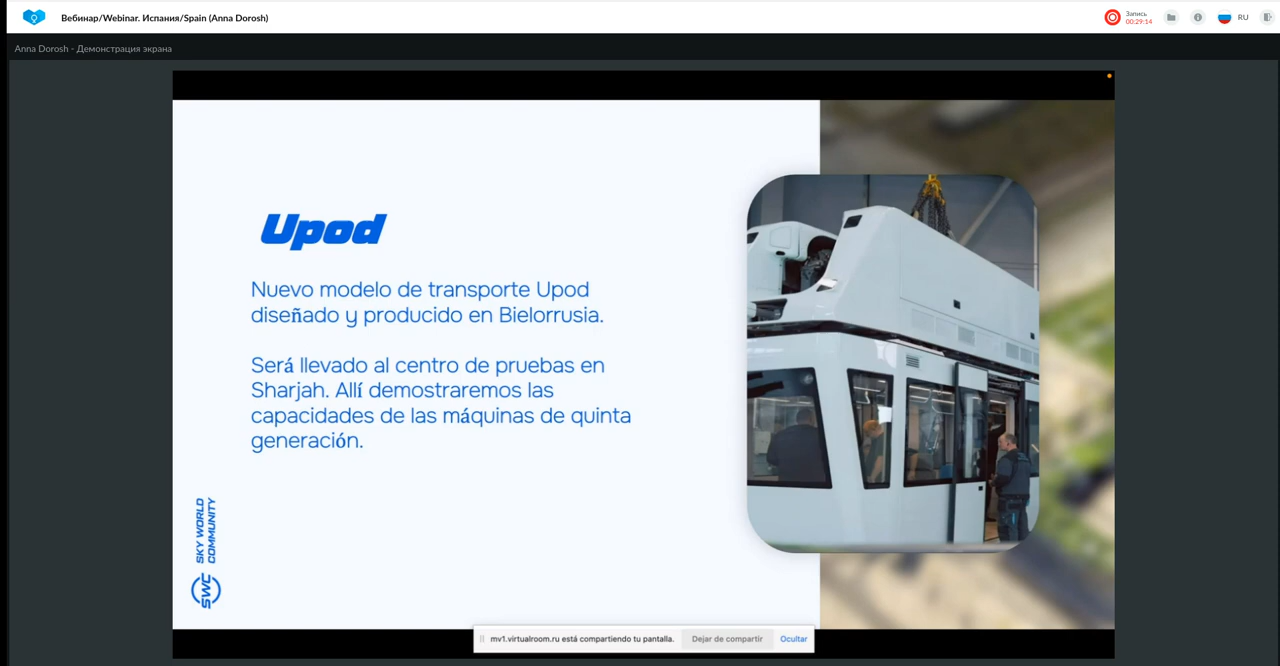 Вебинар/Webinar. Испания/Spain (Anna Dorosh)
Запись
00:29:14
RU
Anna Dorosh - Демонстрация экрана
Upod
Nuevo modelo de transporte Upod
diseñado y producido en Bielorrusia.
Será llevado al centro de pruebas en
Sharjah. Allí demostraremos las
capacidades de las máquinas de quinta
generación.
SKY WORLD
COMMUNITY
SWC
mv1.virtualroom.ru está compartiendo tu pantalla.
Dejar de compartir
Ocultar